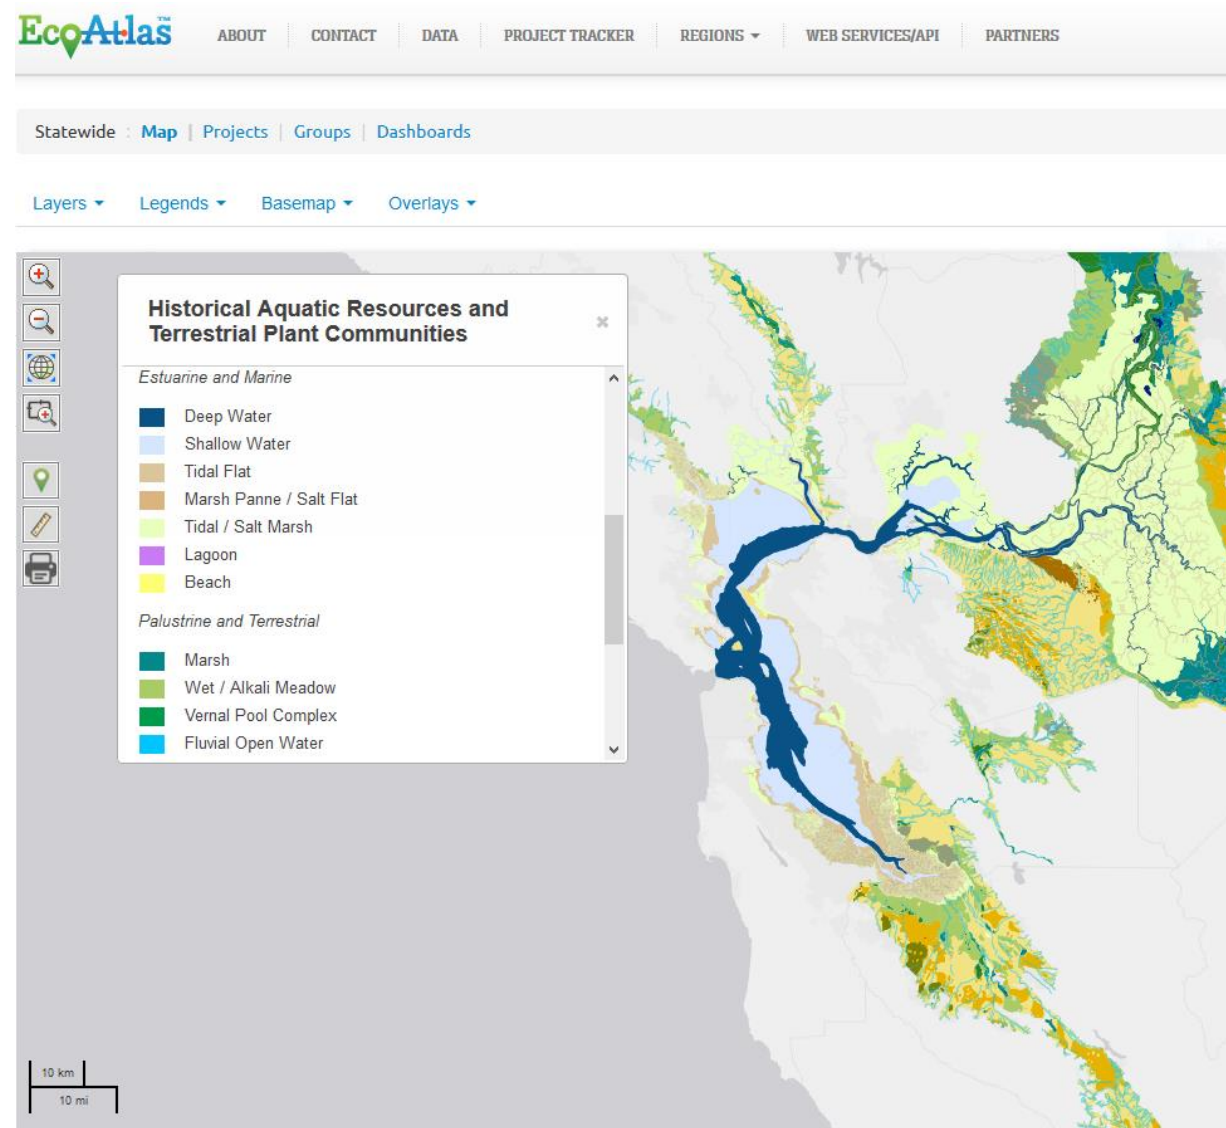 EcoAtlas™
ABOUT
CONTACT
DATA
PROJECT TRACKER
REGIONS
WEB SERVICES/API
PARTNERS
Statewide : Map | Projects | Groups | Dashboards
Layers
Legends
Basemap
Overlays
Historical Aquatic Resources and
Terrestrial Plant Communities
Estuarine and Marine
Deep Water
Shallow Water
Tidal Flat
Marsh Panne / Salt Flat
Tidal / Salt Marsh
Lagoon
Beach
Palustrine and Terrestrial
Marsh
Wet / Alkali Meadow
Vernal Pool Complex
Fluvial Open Water
10 km
10 mi